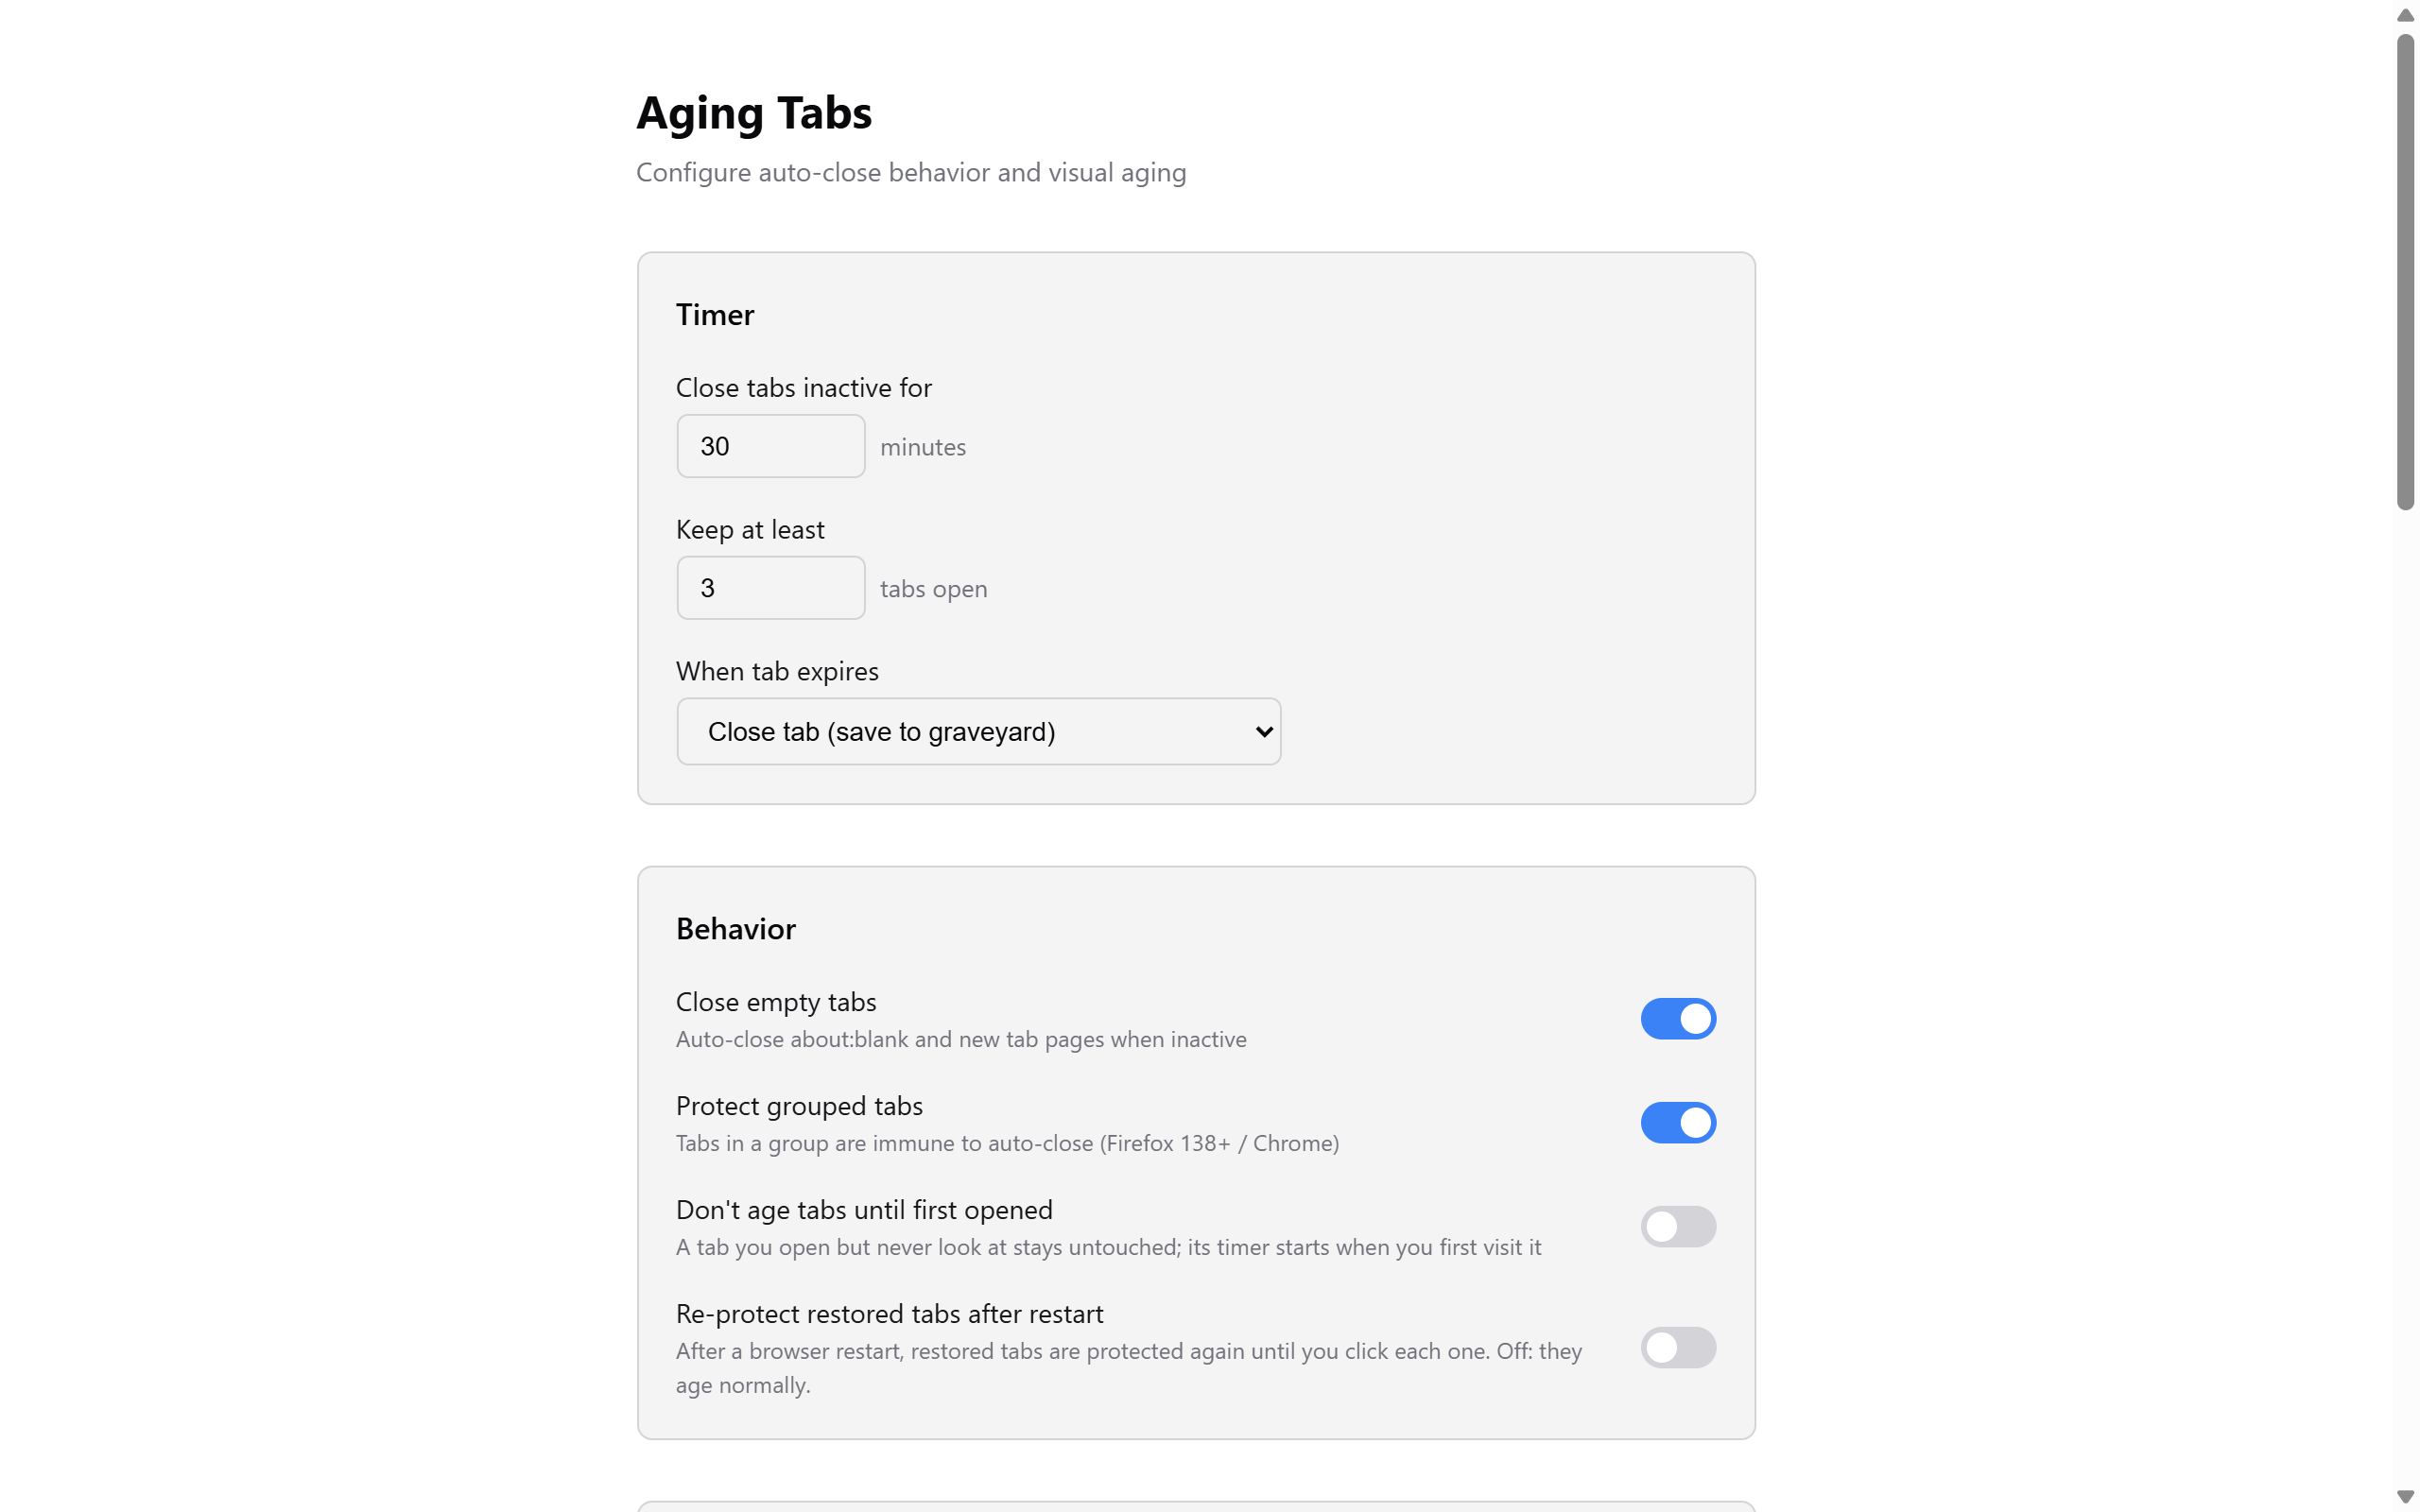 Aging Tabs
Configure auto-close behavior and visual aging
Timer
Close tabs inactive for
30 minutes
Keep at least
3 tabs open
When tab expires
Close tab (save to graveyard)
Behavior
Close empty tabs
Auto-close about:blank and new tab pages when inactive
Protect grouped tabs
Tabs in a group are immune to auto-close (Firefox 138+ / Chrome)
Don't age tabs until first opened
A tab you open but never look at stays untouched; its timer starts when you first visit it
Re-protect restored tabs after restart
After a browser restart, restored tabs are protected again until you click each one. Off: they
age normally.